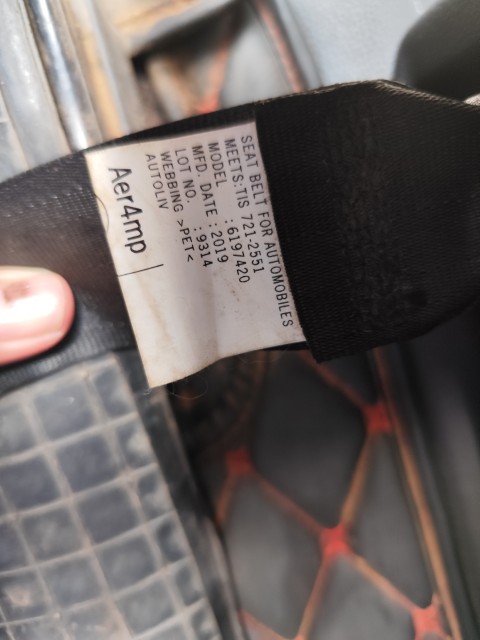 SEAT BELT FOR AUTOMOBILES
MEETS:TIS 721-2551
MODEL :6197420
MFD. DATE :2019
LOT NO. :9314
WEBBING >PET<
AUTOLIV
Aer4mp